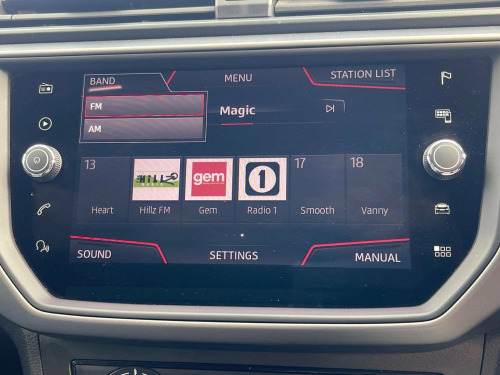 BAND
MENU
STATION LIST
FM
AM
Magic
13
THE HILLZ
gem
1
17
18
Heart
Hillz FM
Gem
Radio 1
Smooth
Vanny
SOUND
SETTINGS
MANUAL